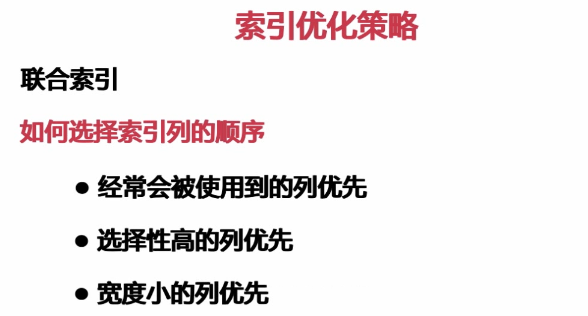 索引优化策略
联合索引
如何选择索引列的顺序
● 经常会被使用到的列优先
● 选择性高的列优先
● 宽度小的列优先